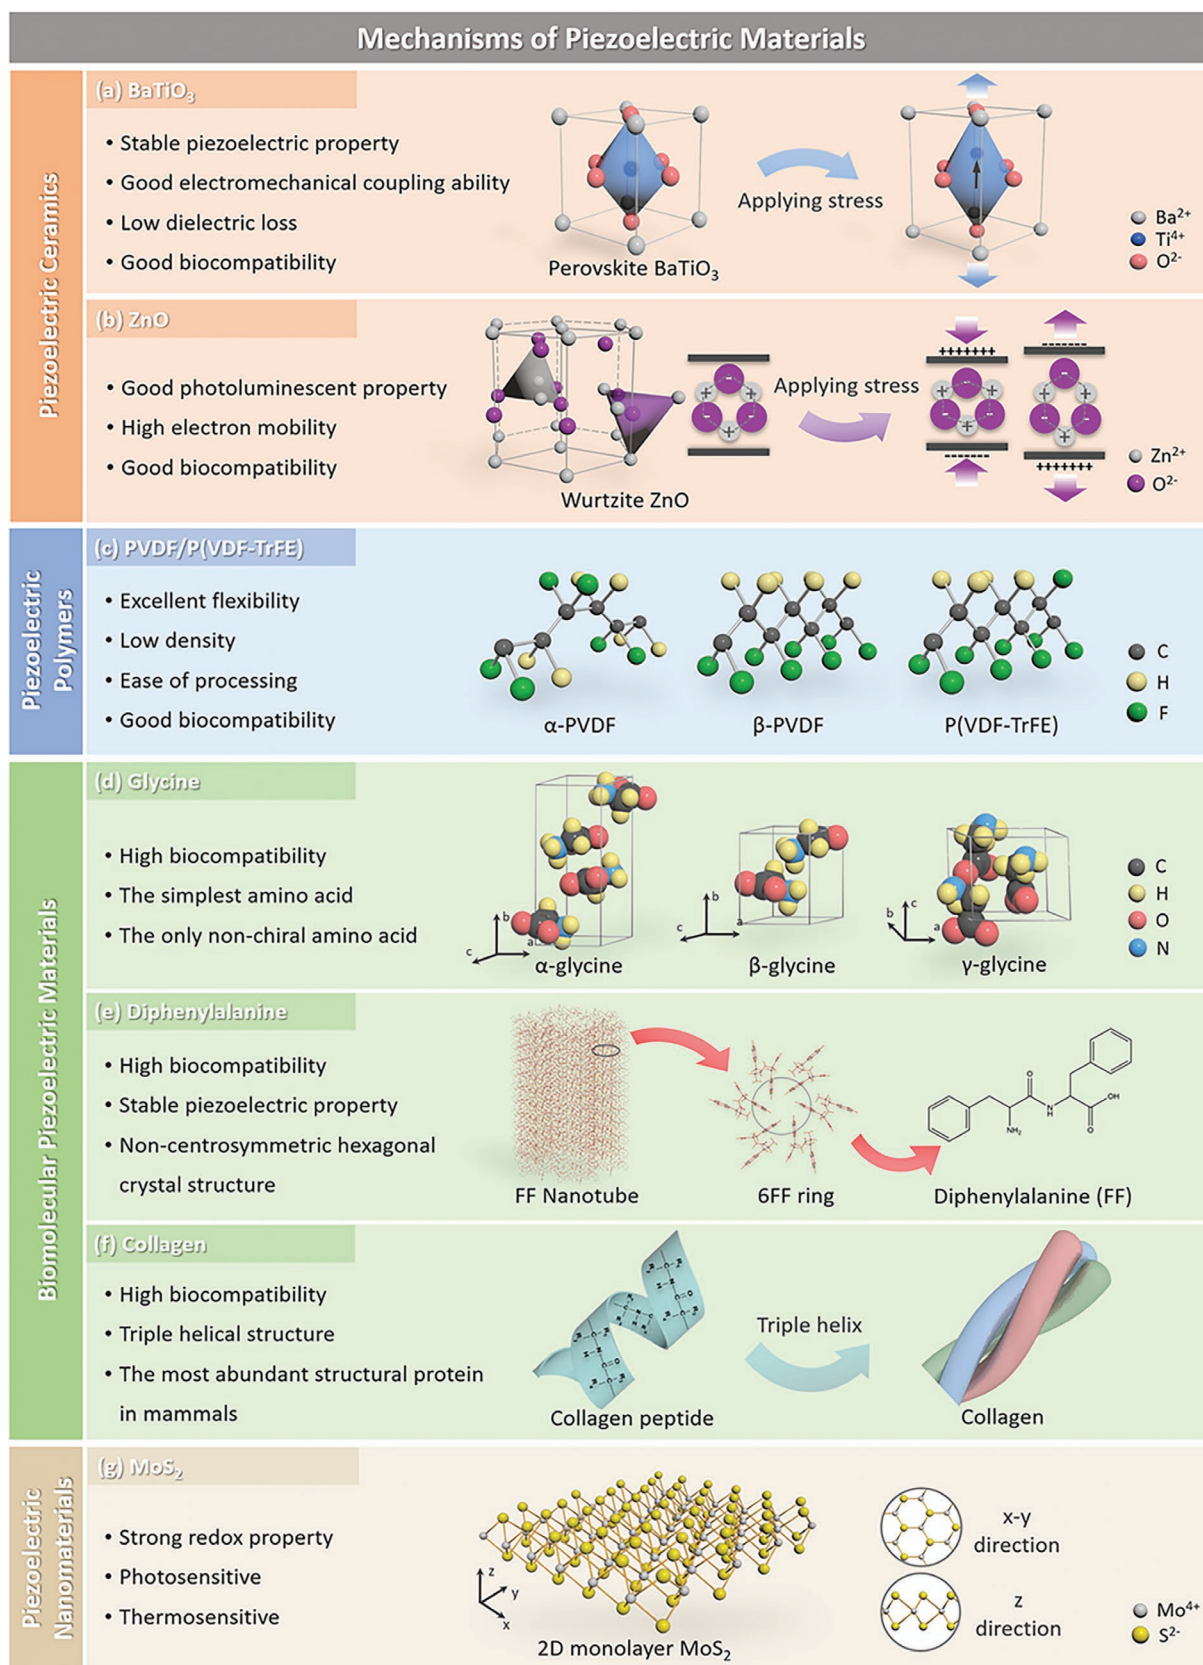 Mechanisms of Piezoelectric Materials
Piezoelectric Ceramics
(a) BaTiO₃
• Stable piezoelectric property
• Good electromechanical coupling ability
• Low dielectric loss
• Good biocompatibility
Perovskite BaTiO₃
Applying stress
Ba²⁺
Ti⁴⁺
O²⁻
(b) ZnO
• Good photoluminescent property
• High electron mobility
• Good biocompatibility
Wurtzite ZnO
Applying stress
+++++++
-------
-------
+++++++
Zn²⁺
O²⁻
Piezoelectric
Polymers
(c) PVDF/P(VDF-TrFE)
• Excellent flexibility
• Low density
• Ease of processing
• Good biocompatibility
α-PVDF
β-PVDF
P(VDF-TrFE)
C
H
F
Biomolecular Piezoelectric Materials
(d) Glycine
• High biocompatibility
• The simplest amino acid
• The only non-chiral amino acid
b
a
c
α-glycine
b
a
c
β-glycine
c
b
a
γ-glycine
C
H
O
N
(e) Diphenylalanine
• High biocompatibility
• Stable piezoelectric property
• Non-centrosymmetric hexagonal
crystal structure
FF Nanotube
6FF ring
O
NH₂
N
H
OH
O
Diphenylalanine (FF)
(f) Collagen
• High biocompatibility
• Triple helical structure
• The most abundant structural protein
in mammals
Collagen peptide
Triple helix
Collagen
Piezoelectric
Nanomaterials
(g) MoS₂
• Strong redox property
• Photosensitive
• Thermosensitive
z
y
x
2D monolayer MoS₂
x-y
direction
z
direction
Mo⁴⁺
S²⁻